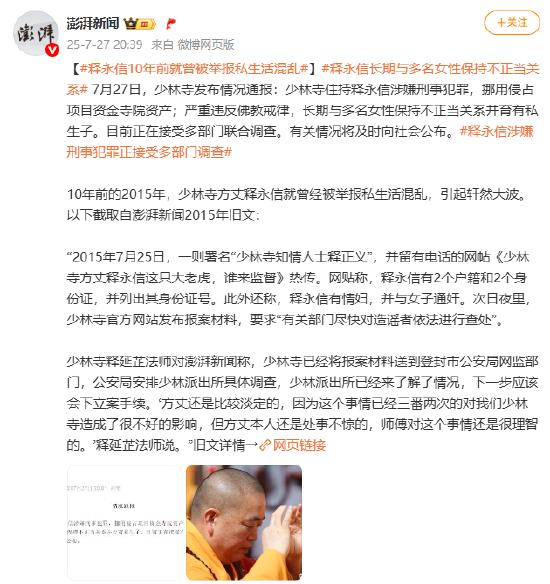 澎湃新闻
+关注
25-7-27 20:39 来自 微博网页版
【#释永信10年前就曾被举报私生活混乱#】#释永信长期与多名女性保持不正当关
系# 7月27日，少林寺发布情况通报：少林寺住持释永信涉嫌刑事犯罪，挪用侵占
项目资金寺院资产；严重违反佛教戒律，长期与多名女性保持不正当关系并育有私
生子。目前正在接受多部门联合调查。有关情况将及时向社会公布。#释永信涉嫌
刑事犯罪正接受多部门调查#
10年前的2015年，少林寺方丈释永信就曾经被举报私生活混乱，引起轩然大波。
以下截取自澎湃新闻2015年旧文：
“2015年7月25日，一则署名“少林寺知情人士释正义”，并留有电话的网帖《少林
寺方丈释永信这只大老虎，谁来监督》热传。网贴称，释永信有2个户籍和2个身
份证，并列出其身份证号。此外还称，释永信有情妇，并与女子通奸。次日夜里，
少林寺官方网站发布报案材料，要求“有关部门尽快对造谣者依法进行查处”。
少林寺释延芷法师对澎湃新闻称，少林寺已经将报案材料送到登封市公安局网监部
门，公安局安排少林派出所具体调查，少林派出所已经来了解了情况，下一步应该
会下立案手续。‘方丈还是比较淡定的，因为这个事情已经三番两次的对我们少林
寺造成了很不好的影响，但方丈本人还是处事不惊的，师傅对这个事情还是很理智
的。’释延芷法师说。”旧文详情→网页链接
情况通报